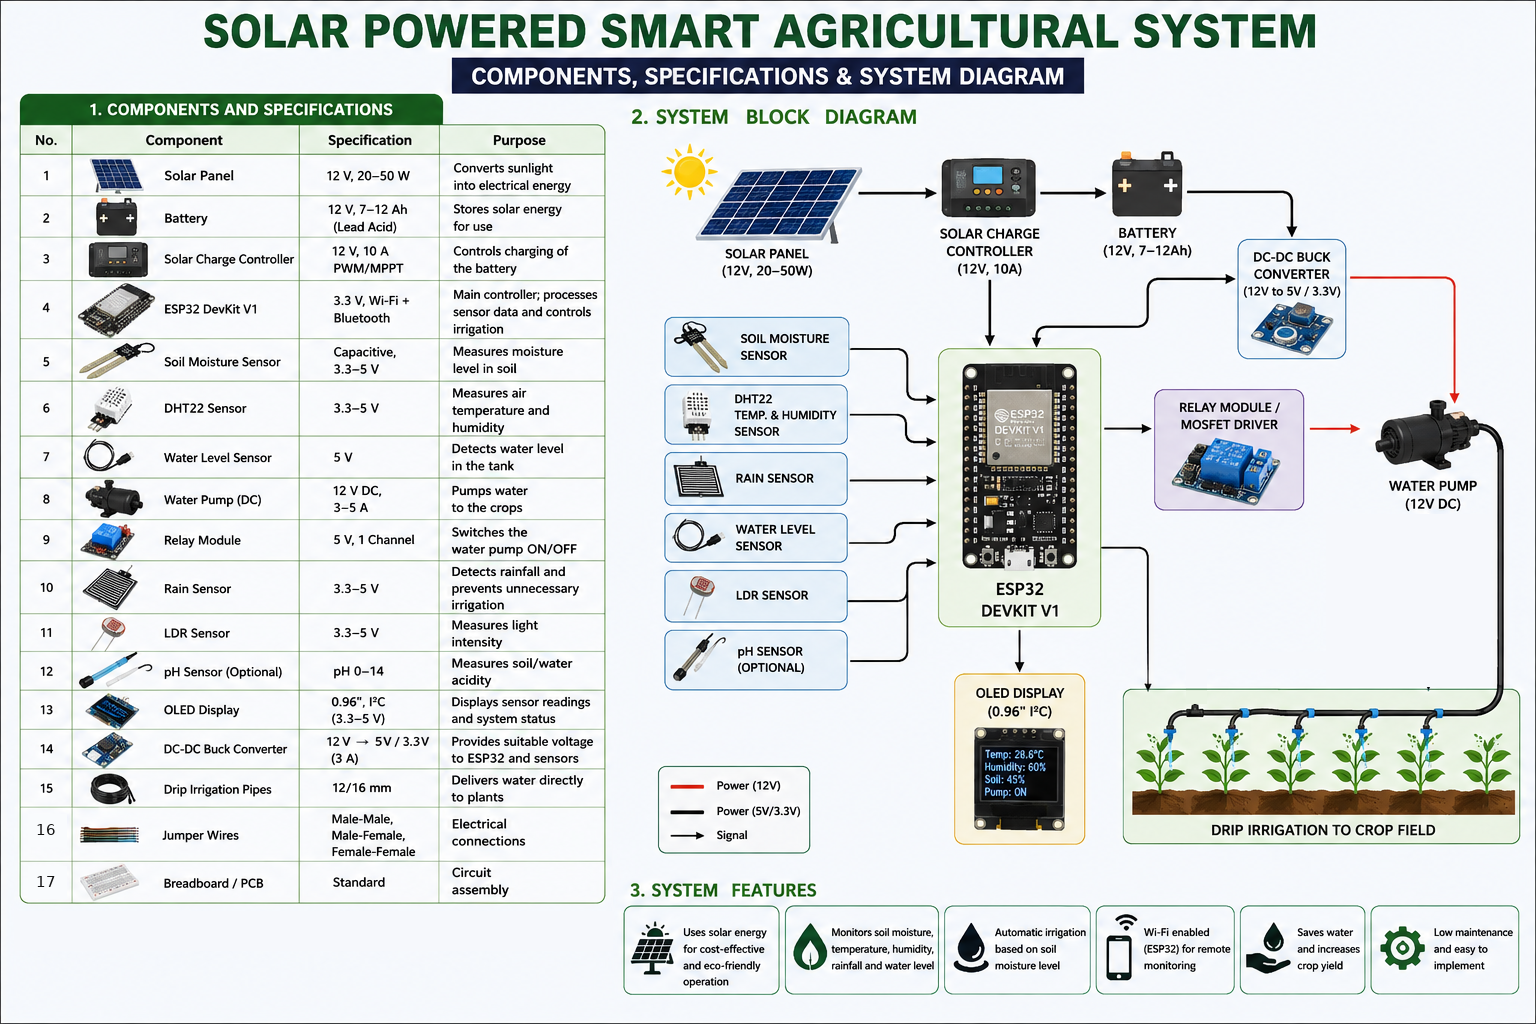 SOLAR POWERED SMART AGRICULTURAL SYSTEM
COMPONENTS, SPECIFICATIONS & SYSTEM DIAGRAM
1. COMPONENTS AND SPECIFICATIONS
No. Component Specification Purpose
1 Solar Panel 12 V, 20–50 W Converts sunlight
into electrical energy
2 Battery 12 V, 7–12 Ah
(Lead Acid) Stores solar energy
for use
3 Solar Charge Controller 12 V, 10 A
PWM/MPPT Controls charging of
the battery
4 ESP32 DevKit V1 3.3 V, Wi-Fi +
Bluetooth Main controller; processes
sensor data and controls
irrigation
5 Soil Moisture Sensor Capacitive,
3.3–5 V Measures moisture
level in soil
6 DHT22 Sensor 3.3–5 V Measures air
temperature and
humidity
7 Water Level Sensor 5 V Detects water level
in the tank
8 Water Pump (DC) 12 V DC,
3–5 A Pumps water
to the crops
9 Relay Module 5 V, 1 Channel Switches the
water pump ON/OFF
10 Rain Sensor 3.3–5 V Detects rainfall and
prevents unnecessary
irrigation
11 LDR Sensor 3.3–5 V Measures light
intensity
12 pH Sensor (Optional) pH 0–14 Measures soil/water
acidity
13 OLED Display 0.96", I²C
(3.3–5 V) Displays sensor readings
and system status
14 DC-DC Buck Converter 12 V → 5V / 3.3V
(3 A) Provides suitable voltage
to ESP32 and sensors
15 Drip Irrigation Pipes 12/16 mm Delivers water directly
to plants
16 Jumper Wires Male-Male,
Male-Female,
Female-Female Electrical
connections
17 Breadboard / PCB Standard Circuit
assembly
2. SYSTEM BLOCK DIAGRAM
SOLAR PANEL
(12V, 20–50W)
SOLAR CHARGE
CONTROLLER
(12V, 10A)
BATTERY
(12V, 7–12Ah)
DC-DC BUCK
CONVERTER
(12V to 5V / 3.3V)
SOIL MOISTURE
SENSOR
DHT22
TEMP. & HUMIDITY
SENSOR
RAIN SENSOR
WATER LEVEL
SENSOR
LDR SENSOR
pH SENSOR
(OPTIONAL)
ESP32
DEVKIT V1
ESP32
DEVKIT V1
RELAY MODULE /
MOSFET DRIVER
WATER PUMP
(12V DC)
OLED DISPLAY
(0.96" I²C)
Temp: 28.6°C
Humidity: 60%
Soil: 45%
Pump: ON
DRIP IRRIGATION TO CROP FIELD
Power (12V)
Power (5V/3.3V)
Signal
3. SYSTEM FEATURES
Uses solar energy
for cost-effective
and eco-friendly
operation
Monitors soil moisture,
temperature, humidity,
rainfall and water level
Automatic irrigation
based on soil
moisture level
Wi-Fi enabled
(ESP32) for remote
monitoring
Saves water
and increases
crop yield
Low maintenance
and easy to
implement